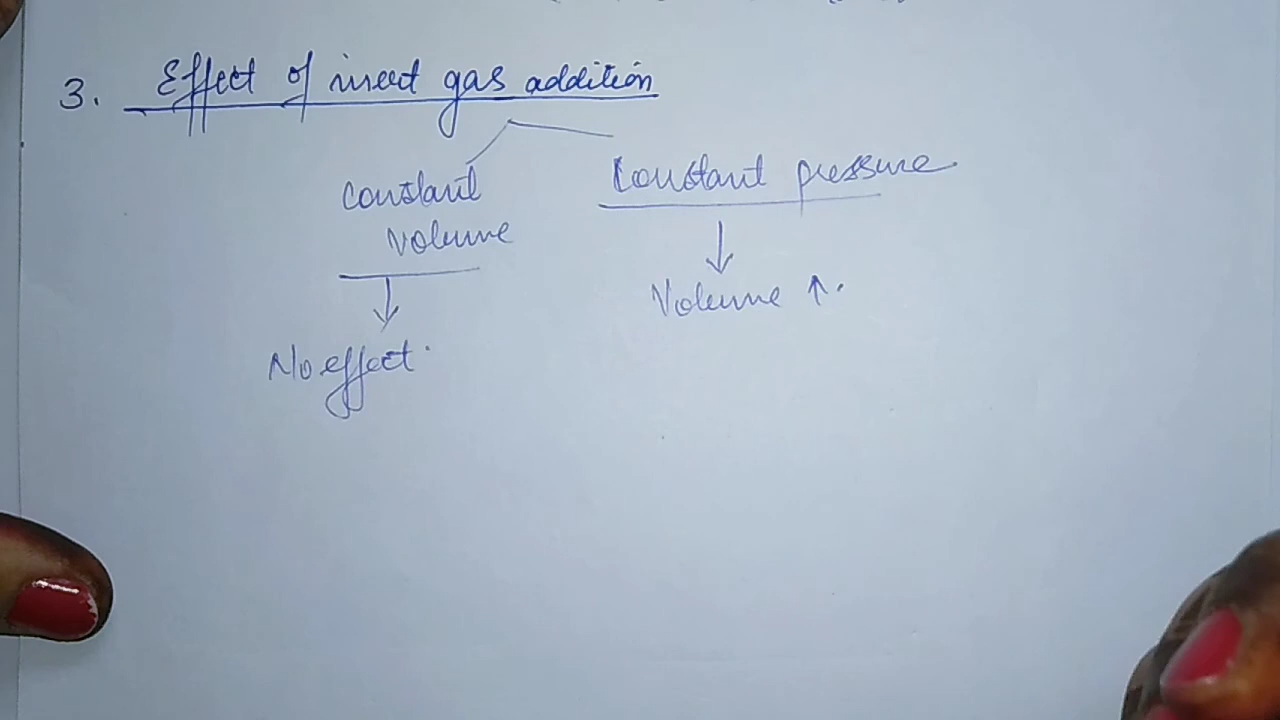 3. Effect of inert gas addition
Constant
Volume
No effect.
Constant pressure
Volume ↑.